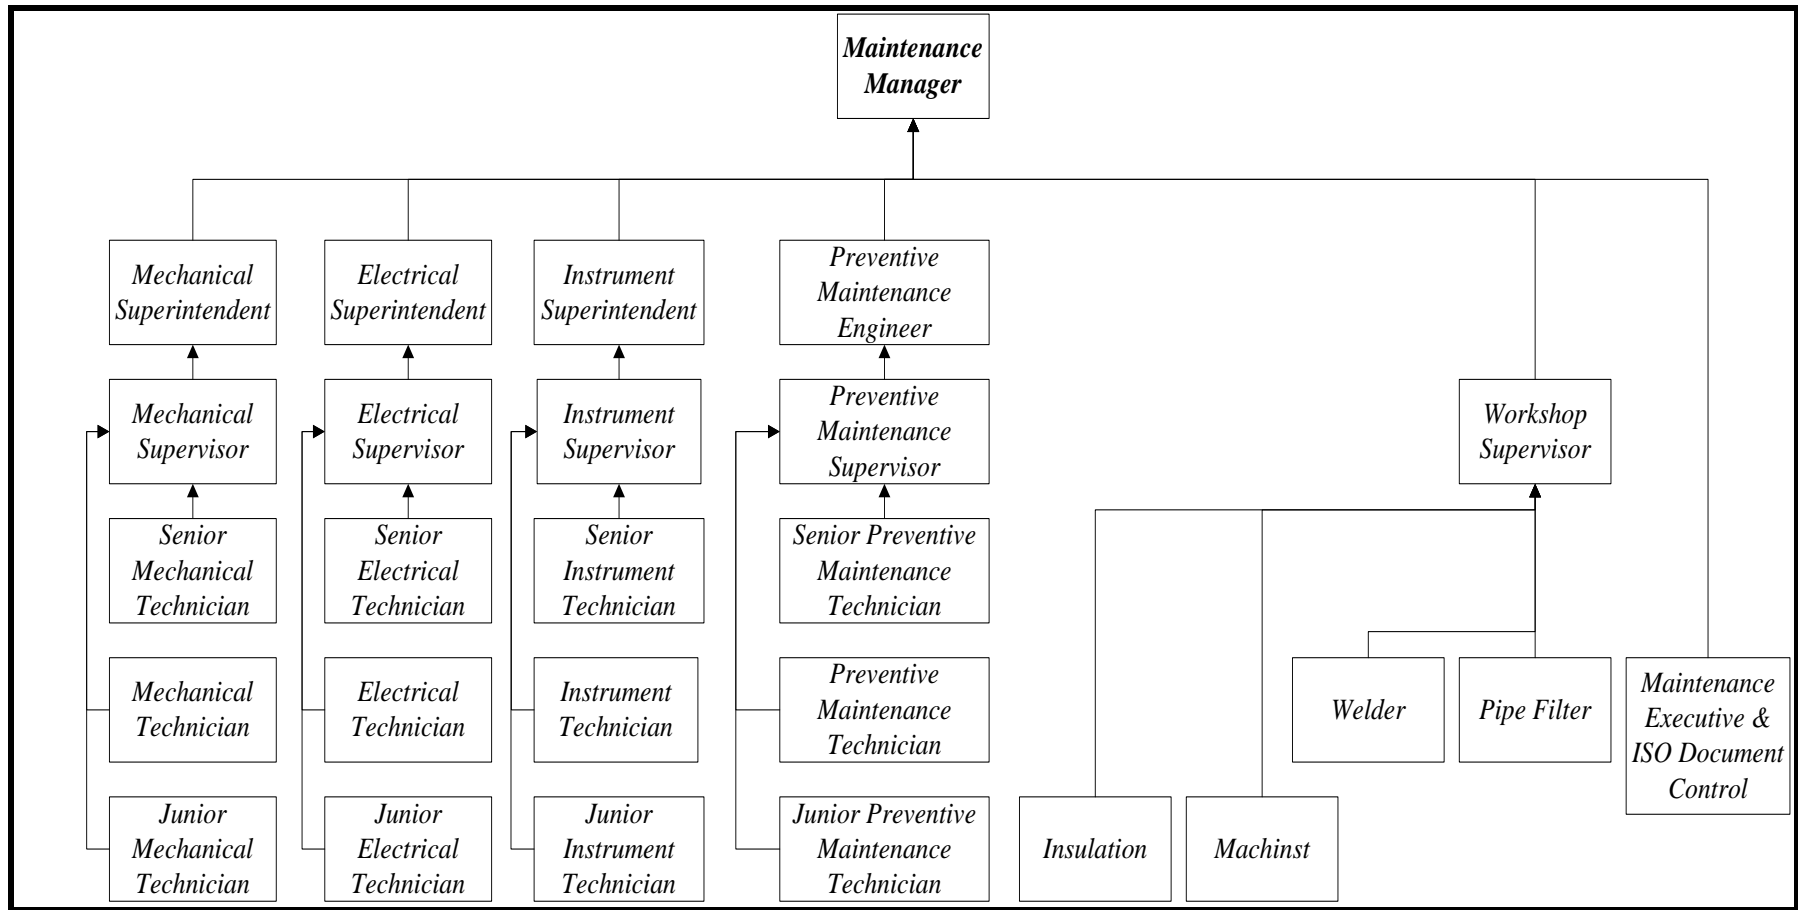 Maintenance
Manager
Mechanical
Superintendent
Electrical
Superintendent
Instrument
Superintendent
Preventive
Maintenance
Engineer
Mechanical
Supervisor
Electrical
Supervisor
Instrument
Supervisor
Preventive
Maintenance
Supervisor
Workshop
Supervisor
Senior
Mechanical
Technician
Senior
Electrical
Technician
Senior
Instrument
Technician
Senior Preventive
Maintenance
Technician
Mechanical
Technician
Electrical
Technician
Instrument
Technician
Preventive
Maintenance
Technician
Welder
Pipe Filter
Maintenance
Executive &
ISO Document
Control
Junior
Mechanical
Technician
Junior
Electrical
Technician
Junior
Instrument
Technician
Junior Preventive
Maintenance
Technician
Insulation
Machinst